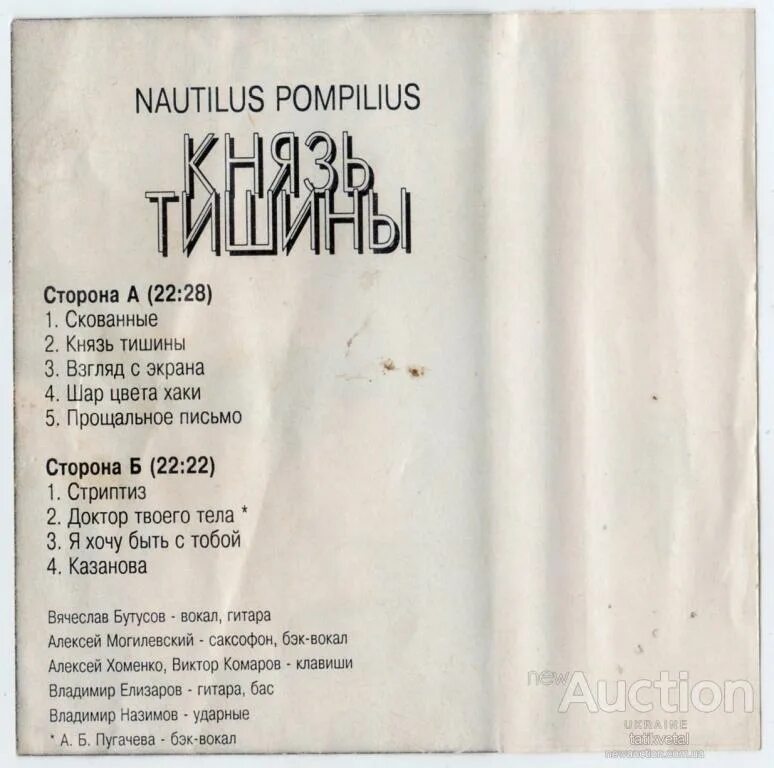 NAUTILUS POMPILIUS
КНЯЗЬ
ТИШИНЫ
Сторона А (22:28)
1. Скованные
2. Князь тишины
3. Взгляд с экрана
4. Шар цвета хаки
5. Прощальное письмо
Сторона Б (22:22)
1. Стриптиз
2. Доктор твоего тела *
3. Я хочу быть с тобой
4. Казанова
Вячеслав Бутусов - вокал, гитара
Алексей Могилевский - саксофон, бэк-вокал
Алексей Хоменко, Виктор Комаров - клавиши
Владимир Елизаров - гитара, бас
Владимир Назимов - ударные
* А. Б. Пугачева - бэк-вокал
new Auction
UKRAINE
tatikvetal
newauction.com.ua